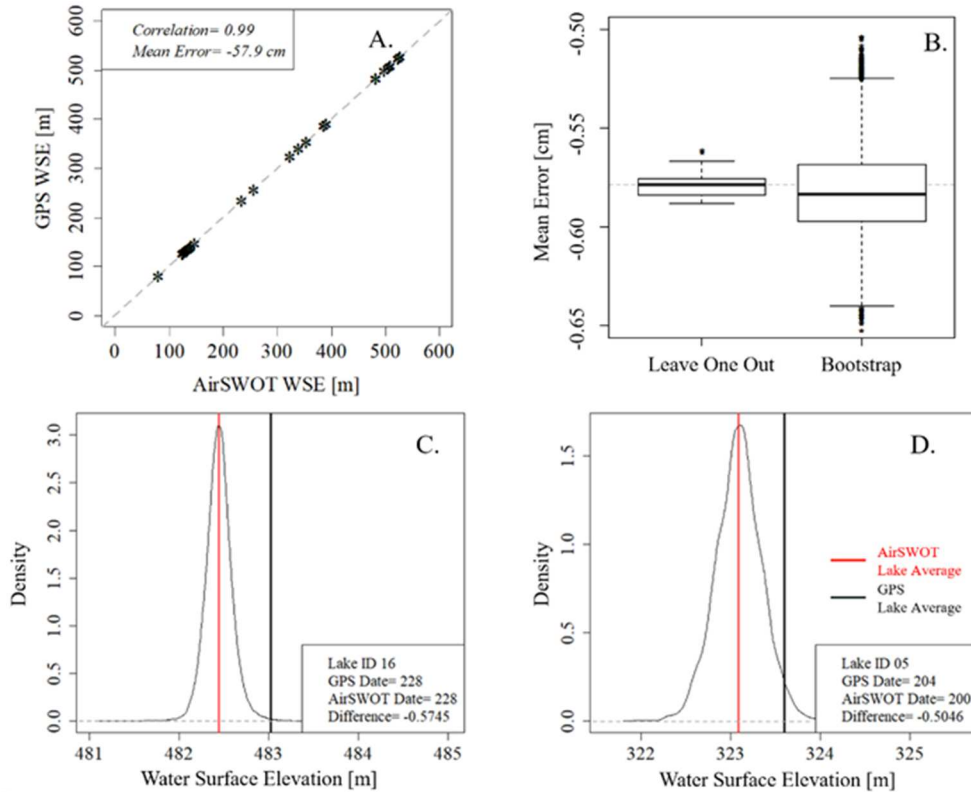 Correlation= 0.99
Mean Error= -57.9 cm
A.
GPS WSE [m]
600
500
400
300
200
100
0
0 100 200 300 400 500 600
AirSWOT WSE [m]
B.
Mean Error [cm]
-0.50
-0.55
-0.60
-0.65
Leave One Out Bootstrap
C.
Density
3.0
2.5
2.0
1.5
1.0
0.5
0.0
Lake ID 16
GPS Date= 228
AirSWOT Date= 228
Difference= -0.5745
481 482 483 484 485
Water Surface Elevation [m]
D.
Density
1.5
1.0
0.5
0.0
AirSWOT
Lake Average
GPS
Lake Average
Lake ID 05
GPS Date= 204
AirSWOT Date= 200
Difference= -0.5046
322 323 324 325
Water Surface Elevation [m]